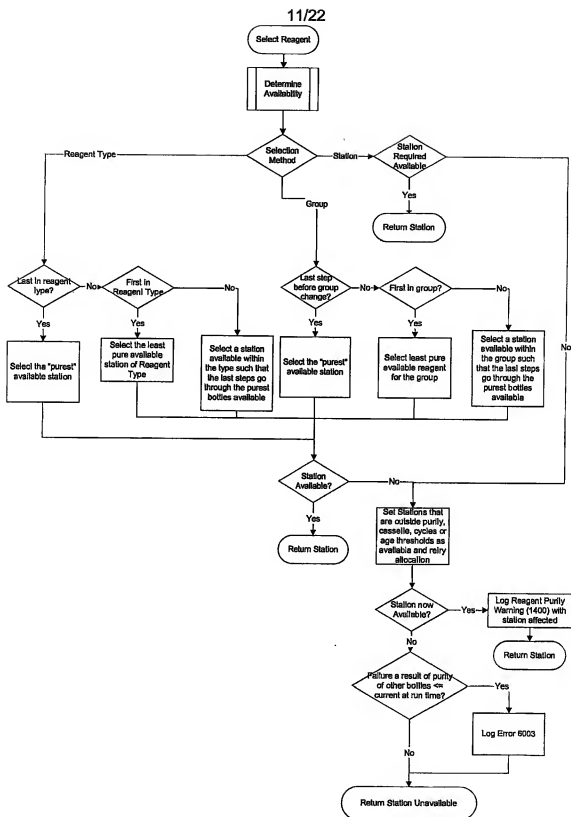 11/22
Select Reagent
Determine
Availability
Selection
Method
Reagent Type
Station
Group
Station
Required
Available
Yes
No
Return Station
Last in reagent
type?
No
First in
Reagent Type
No
Last step
before group
change?
No
First in group?
No
Yes
Yes
Yes
Yes
Select the "purest"
available station
Select the least
pure available
station of Reagent
Type
Select a station
available within
the type such that
the last steps go
through the purest
bottles available
Select the "purest"
available station
Select least pure
available reagent
for the group
Select a station
available within
the group such
that the last steps
go through the
purest bottles
available
Station
Available?
No
Yes
Return Station
Set Stations that
are outside purity,
cassette, cycles or
age thresholds as
available and retry
allocation
Station now
Available?
Yes
Log Reagent Purity
Warning (1400) with
station affected
Return Station
No
Failure a result of purity
of other bottles <=
current at run time?
Yes
Log Error 6003
No
Return Station Unavailable